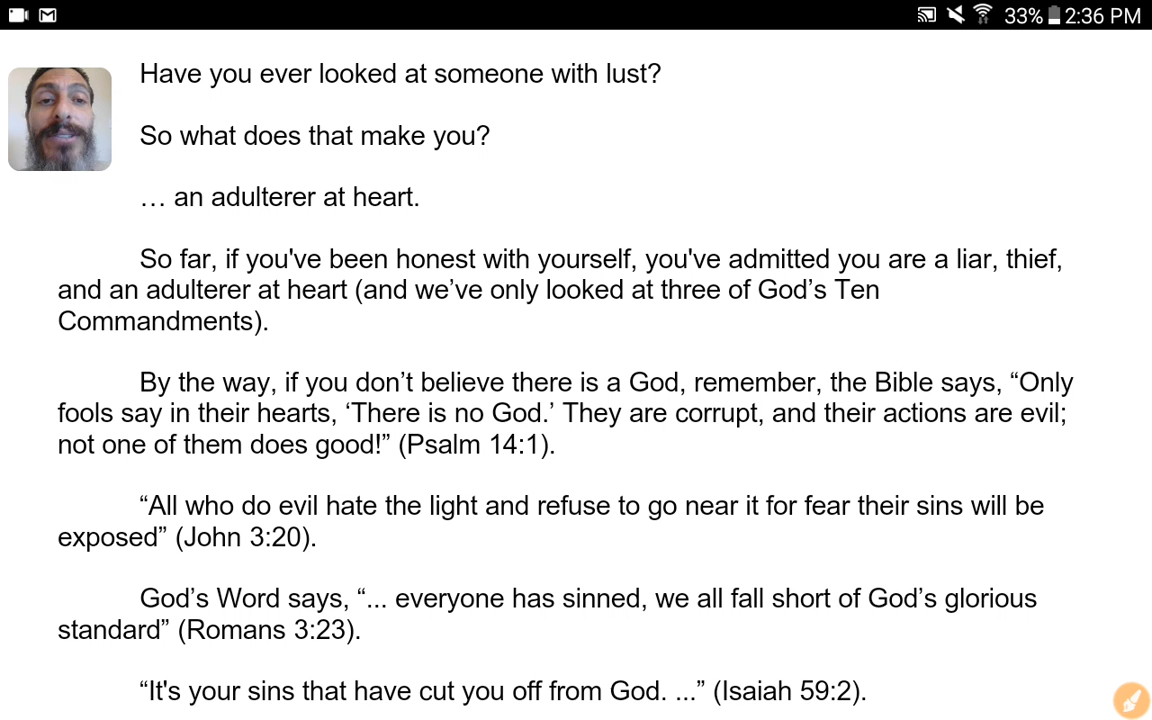 33% 2:36 PM
Have you ever looked at someone with lust?
So what does that make you?
… an adulterer at heart.
So far, if you've been honest with yourself, you've admitted you are a liar, thief,
and an adulterer at heart (and we’ve only looked at three of God’s Ten
Commandments).
By the way, if you don’t believe there is a God, remember, the Bible says, “Only
fools say in their hearts, ‘There is no God.’ They are corrupt, and their actions are evil;
not one of them does good!” (Psalm 14:1).
“All who do evil hate the light and refuse to go near it for fear their sins will be
exposed” (John 3:20).
God’s Word says, “... everyone has sinned, we all fall short of God’s glorious
standard” (Romans 3:23).
“It's your sins that have cut you off from God. ...” (Isaiah 59:2).